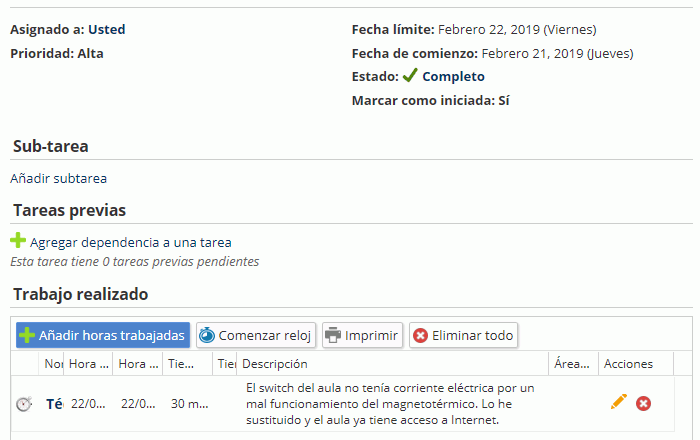 Asignado a: Usted
Fecha límite: Febrero 22, 2019 (Viernes)
Prioridad: Alta
Fecha de comienzo: Febrero 21, 2019 (Jueves)
Estado: Completo
Marcar como iniciada: Sí
Sub-tarea
Añadir subtarea
Tareas previas
Agregar dependencia a una tarea
Esta tarea tiene 0 tareas previas pendientes
Trabajo realizado
Añadir horas trabajadas Comenzar reloj Imprimir Eliminar todo
Hora ... Hora ... Tie... Descripción Área... Acciones
Té 22/0... 22/0... 30 m... El switch del aula no tenía corriente eléctrica por un
mal funcionamiento del magnetotérmico. Lo he
sustituido y el aula ya tiene acceso a Internet.